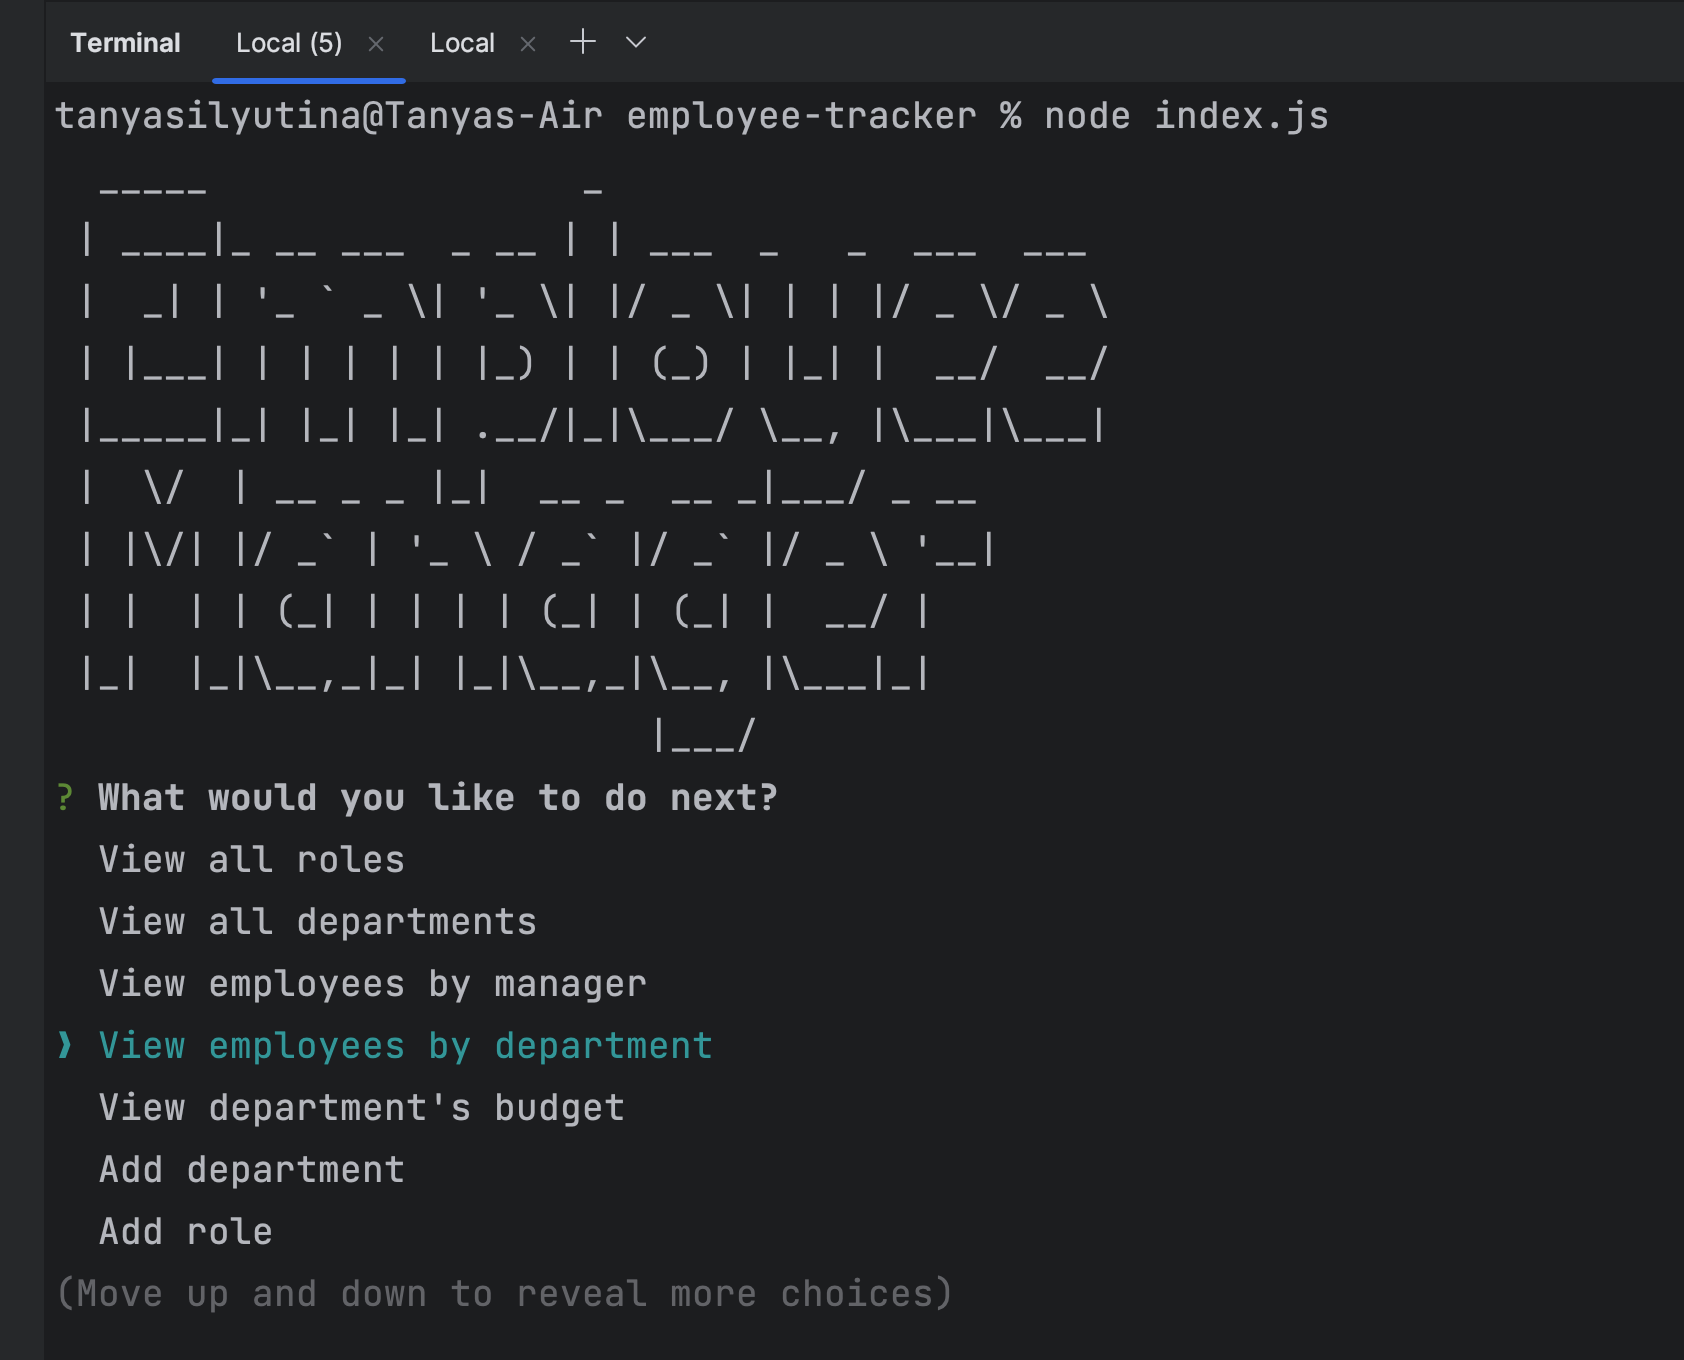 Terminal Local (5) × Local × + 
tanyasilyutina@Tanyas-Air employee-tracker % node index.js
  _____                 _
 | ____|_ __ ___  _ __ | | ___  _   _  ___  ___
 |  _| | '_ ` _ \| '_ \| |/ _ \| | | |/ _ \/ _ \
 | |___| | | | | | |_) | | (_) | |_| |  __/  __/
 |_____|_| |_| |_| .__/|_|\___/ \__, |\___|\___|
 |  \/  | __ _ _ |_|  __ _  __ _|___/ _ __
 | |\/| |/ _` | '_ \ / _` |/ _` |/ _ \ '__|
 | |  | | (_| | | | | (_| | (_| |  __/ |
 |_|  |_|\__,_|_| |_|\__,_|\__, |\___|_|
                           |___/
? What would you like to do next?
  View all roles
  View all departments
  View employees by manager
❯ View employees by department
  View department's budget
  Add department
  Add role
(Move up and down to reveal more choices)